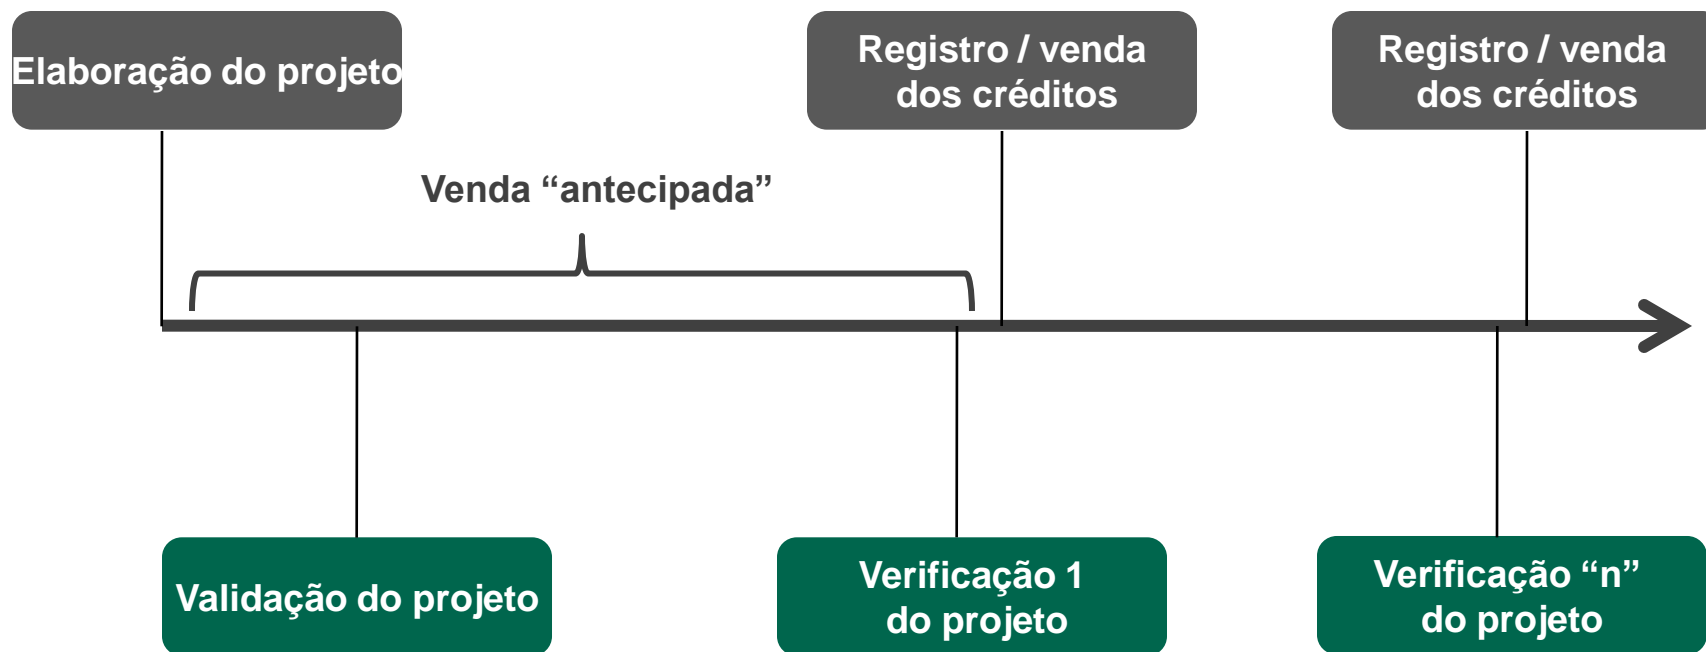 Elaboração do projeto
Registro / venda
dos créditos
Registro / venda
dos créditos
Venda “antecipada”
Validação do projeto
Verificação 1
do projeto
Verificação “n”
do projeto